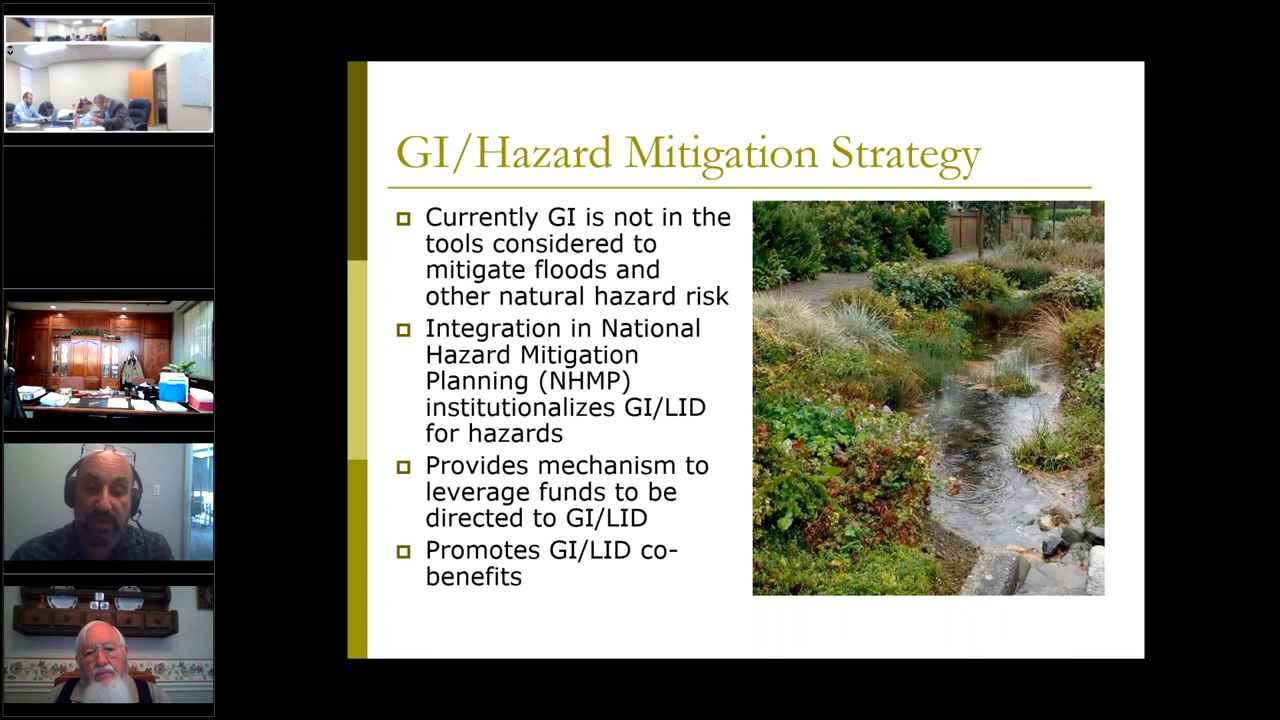 GI/Hazard Mitigation Strategy
Currently GI is not in the
tools considered to
mitigate floods and
other natural hazard risk
Integration in National
Hazard Mitigation
Planning (NHMP)
institutionalizes GI/LID
for hazards
Provides mechanism to
leverage funds to be
directed to GI/LID
Promotes GI/LID co-
benefits